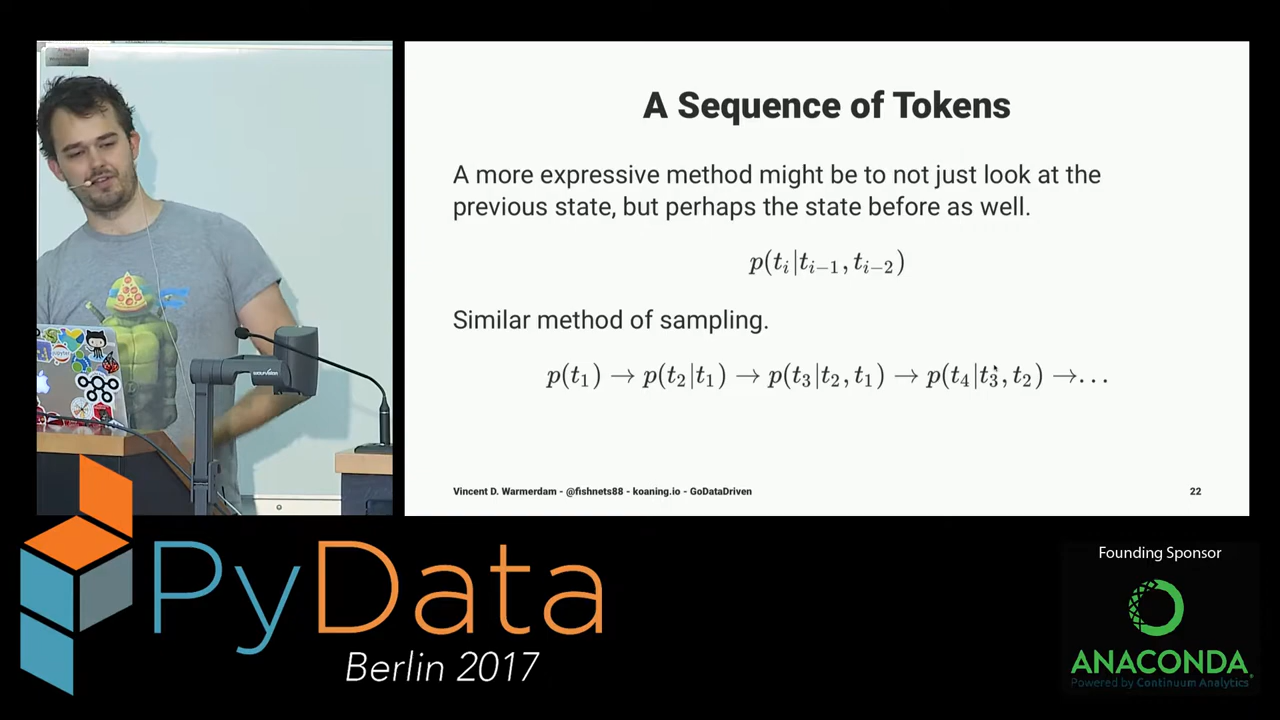 A Sequence of Tokens
A more expressive method might be to not just look at the
previous state, but perhaps the state before as well.
p(t_i|t_{i−1}, t_{i−2})
Similar method of sampling.
p(t_1) → p(t_2|t_1) → p(t_3|t_2, t_1) → p(t_4|t_3, t_2) →...
Vincent D. Warmerdam - @fishnets88 - koaning.io - GoDataDriven
22
PyData
Berlin 2017
Founding Sponsor
ANACONDA
Powered by Continuum Analytics
jupyter